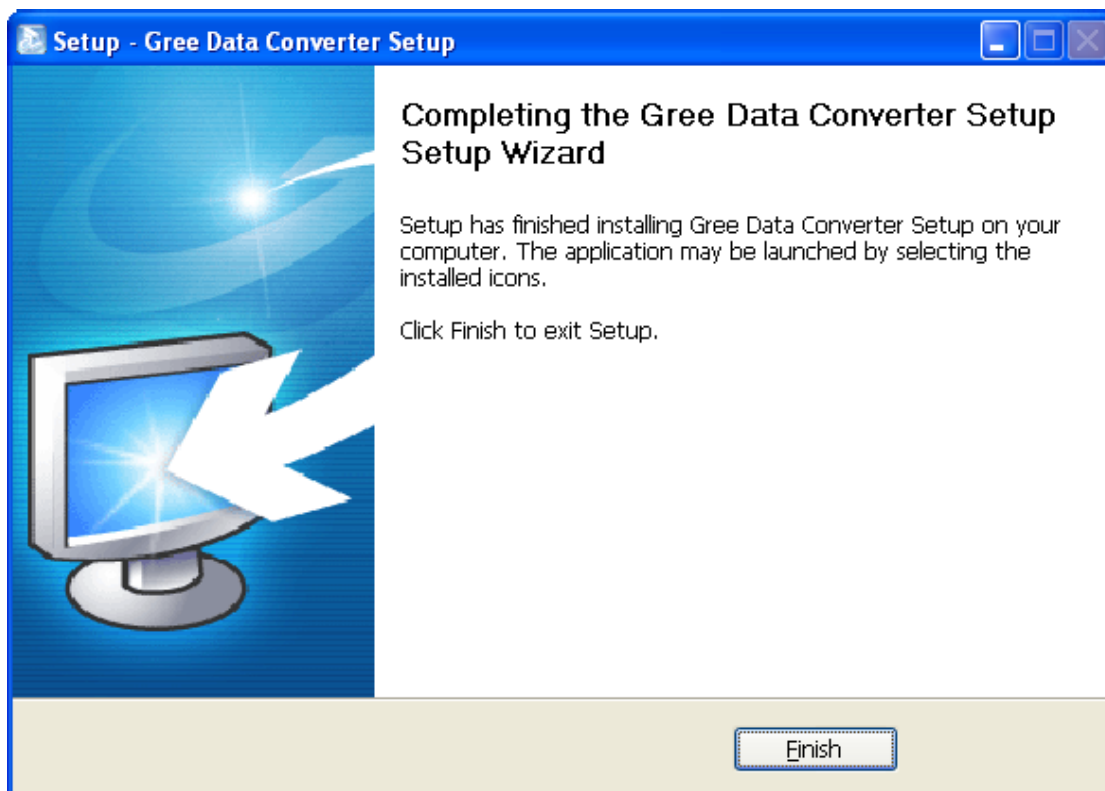 Setup - Gree Data Converter Setup
Completing the Gree Data Converter Setup
Setup Wizard
Setup has finished installing Gree Data Converter Setup on your
computer. The application may be launched by selecting the
installed icons.
Click Finish to exit Setup.
Finish